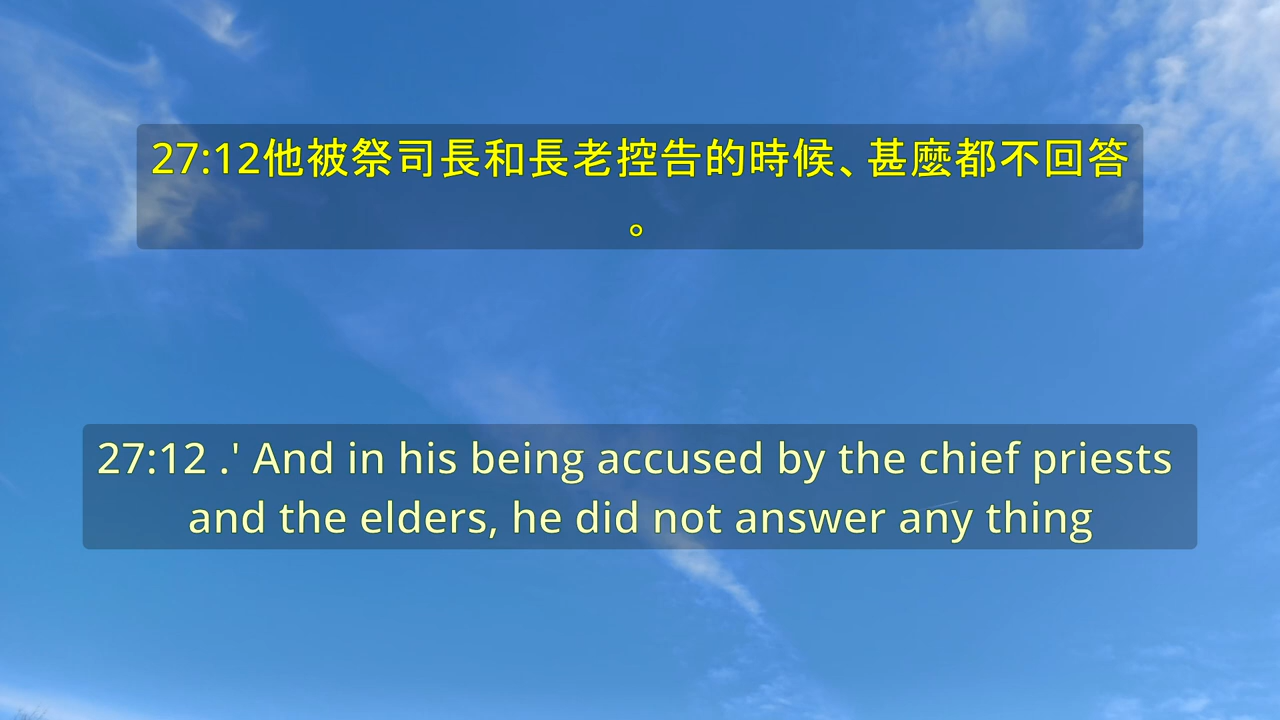 27:12他被祭司長和長老控告的時候、甚麼都不回答
。
27:12 .' And in his being accused by the chief priests
and the elders, he did not answer any thing